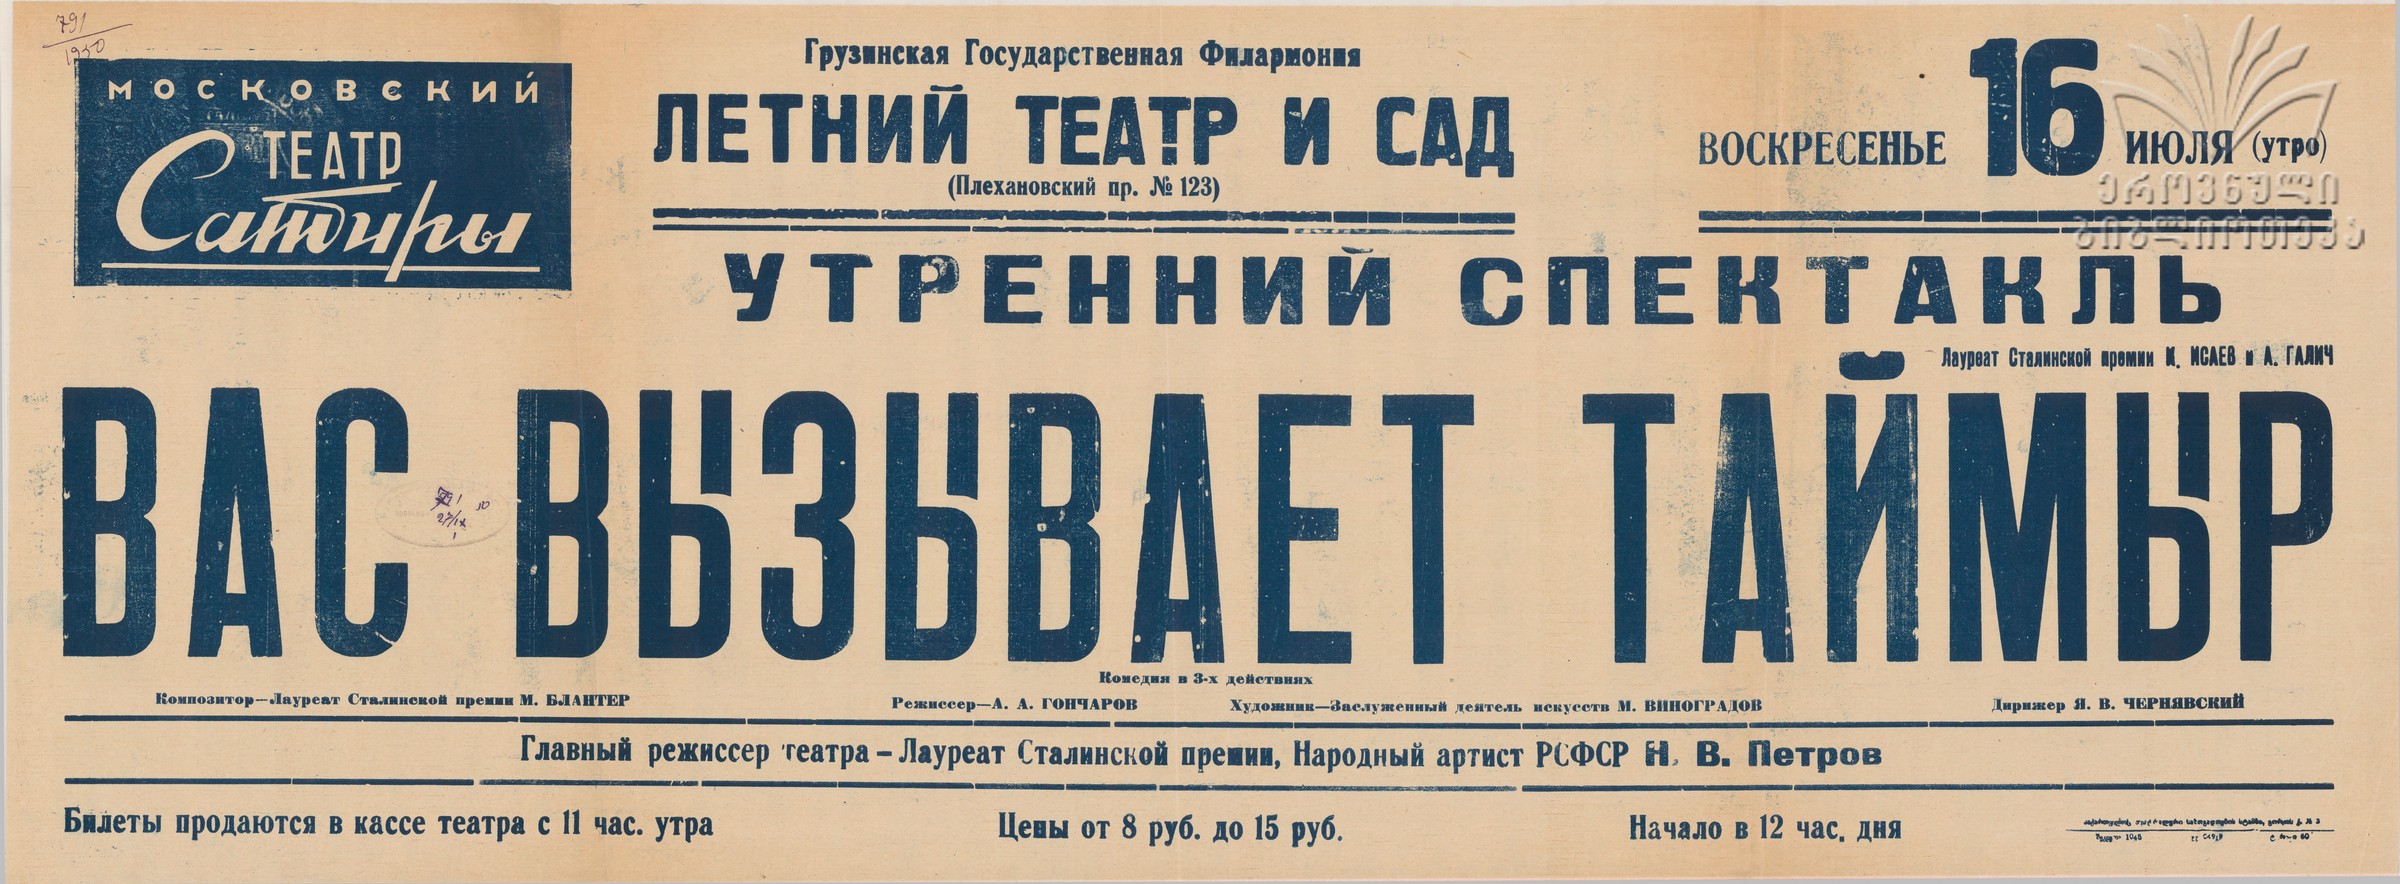 791
1950
МОСКОВСКИЙ
ТЕАТР
Сатиры
Грузинская Государственная Филармония
ЛЕТНИЙ ТЕАТР И САД
(Плехановский пр. № 123)
ВОСКРЕСЕНЬЕ 16 ИЮЛЯ (утро)
ეროვნული
ბიბლიოთეკა
УТРЕННИЙ СПЕКТАКЛЬ
Лауреат Сталинской премии К. ИСАЕВ и А. ГАЛИЧ
ВАС ВЫЗЫВАЕТ ТАЙМЫР
Комедия в 3-х действиях
Композитор—Лауреат Сталинской премии М. БЛАНТЕР
Режиссер—А. А. ГОНЧАРОВ
Художник—Заслуженный деятель искусств М. ВИНОГРАДОВ
Дирижер Я. В. ЧЕРНЯВСКИЙ
Главный режиссер театра – Лауреат Сталинской премии, Народный артист РСФСР Н. В. Петров
Билеты продаются в кассе театра с 11 час. утра
Цены от 8 руб. до 15 руб.
Начало в 12 час. дня